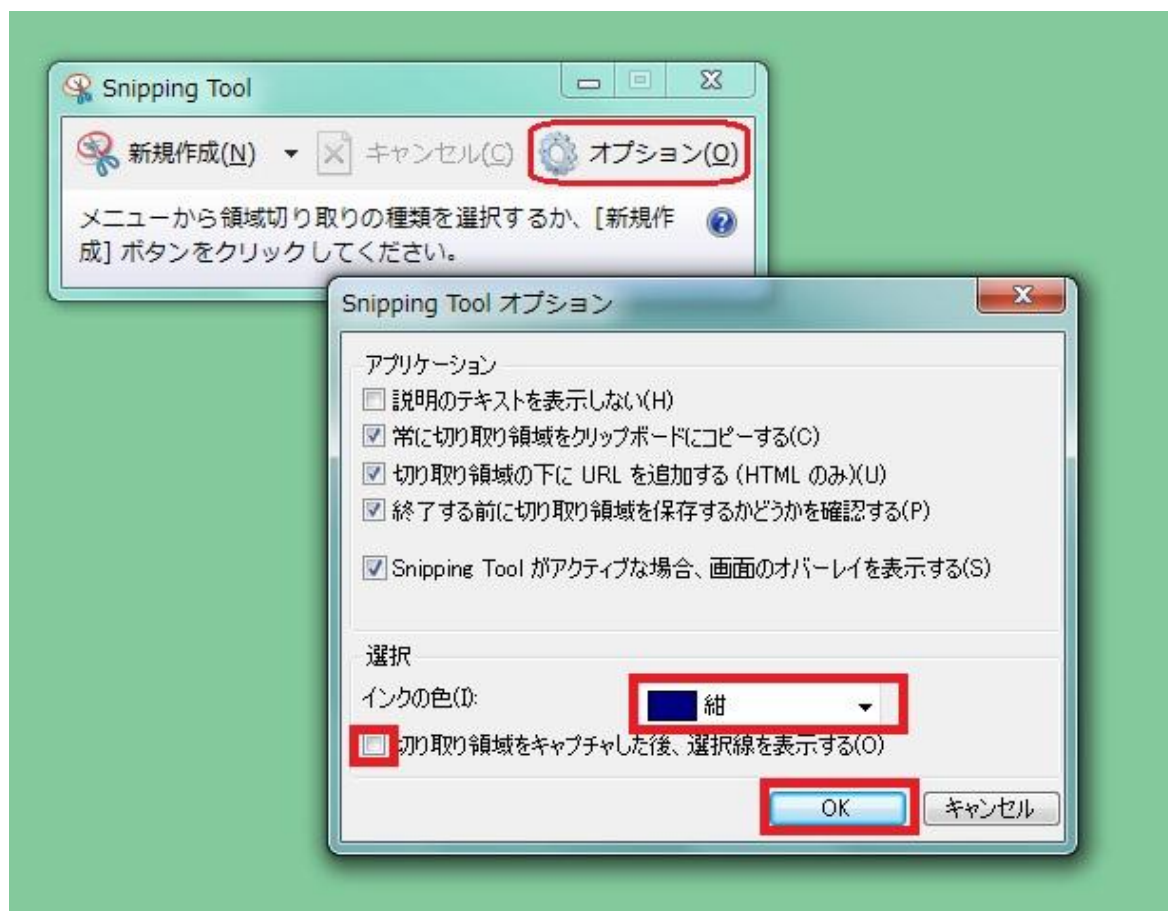 Snipping Tool
新規作成(N) キャンセル(C) オプション(O)
メニューから領域切り取りの種類を選択するか、[新規作
成] ボタンをクリックしてください。
Snipping Tool オプション
アプリケーション
説明のテキストを表示しない(H)
常に切り取り領域をクリップボードにコピーする(C)
切り取り領域の下に URL を追加する (HTML のみ)(U)
終了する前に切り取り領域を保存するかどうかを確認する(P)
Snipping Tool がアクティブな場合、画面のオバーレイを表示する(S)
選択
インクの色(I): 紺
切り取り領域をキャプチャした後、選択線を表示する(O)
OK キャンセル